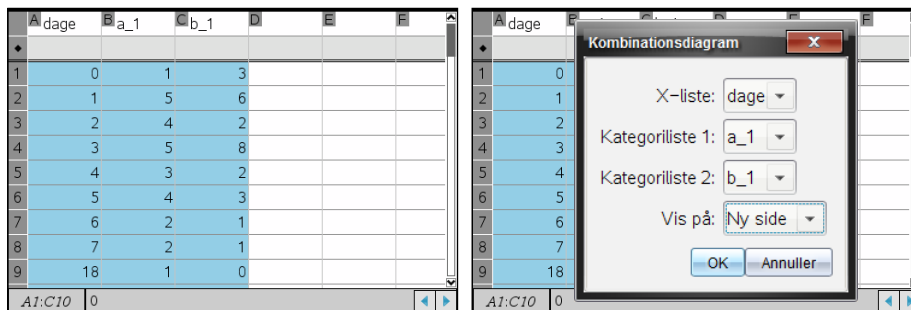 A dage B a_1 C b_1 D E F
◆
1 0 1 3
2 1 5 6
3 2 4 2
4 3 5 8
5 4 3 2
6 5 4 3
7 6 2 1
8 7 2 1
9 18 1 0
A1:C10 0
A dage F
◆
1 0
2 1
3 2
4 3
5 4
6 5
7 6
8 7
9 18
A1:C10 0
Kombinationsdiagram x
X-liste: dage
Kategoriliste 1: a_1
Kategoriliste 2: b_1
Vis på: Ny side
OK Annuller